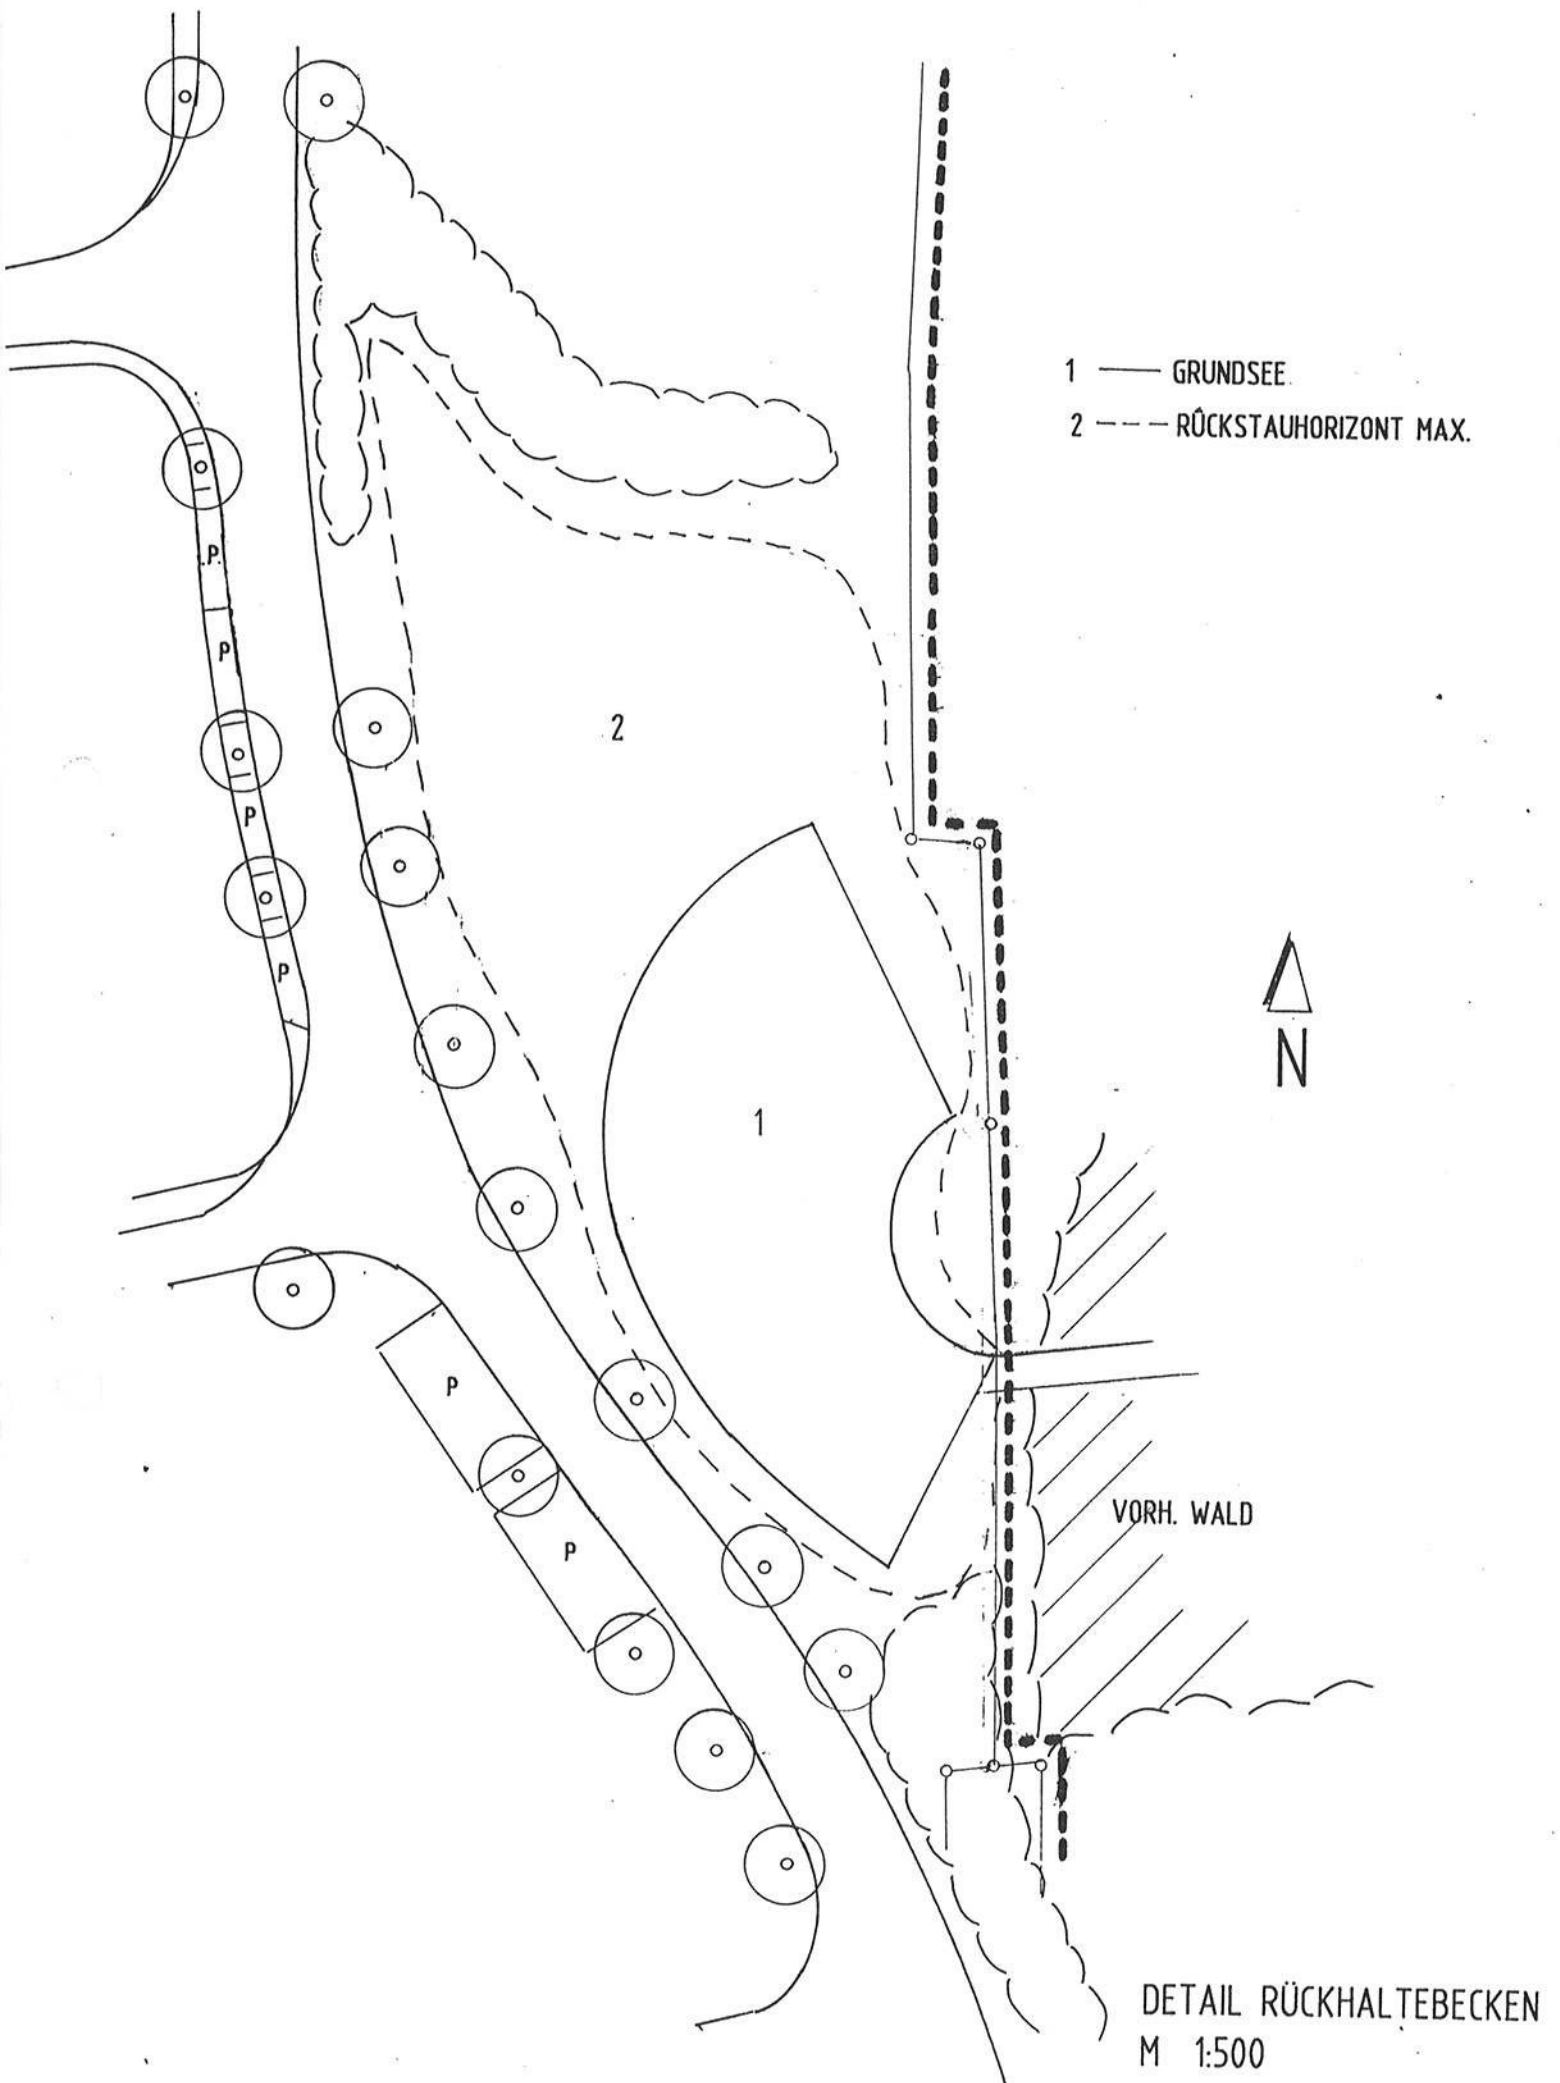 1 —— GRUNDSEE
2 --- RÜCKSTAUHORIZONT MAX.
P
P
2
P
P
1
N
P
VORH. WALD
P
DETAIL RÜCKHALTEBECKEN
M 1:500